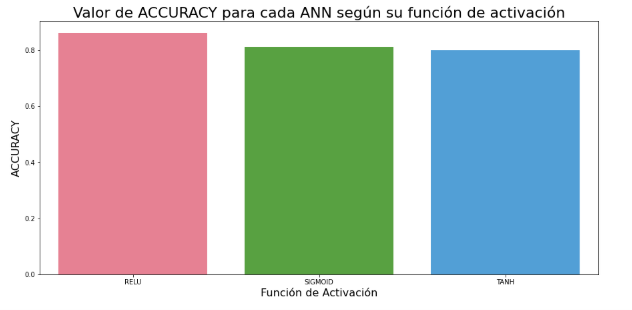 Valor de ACCURACY para cada ANN según su función de activación
ACCURACY
0.8
0.6
0.4
0.2
0.0
RELU SIGMOID TANH
Función de Activación